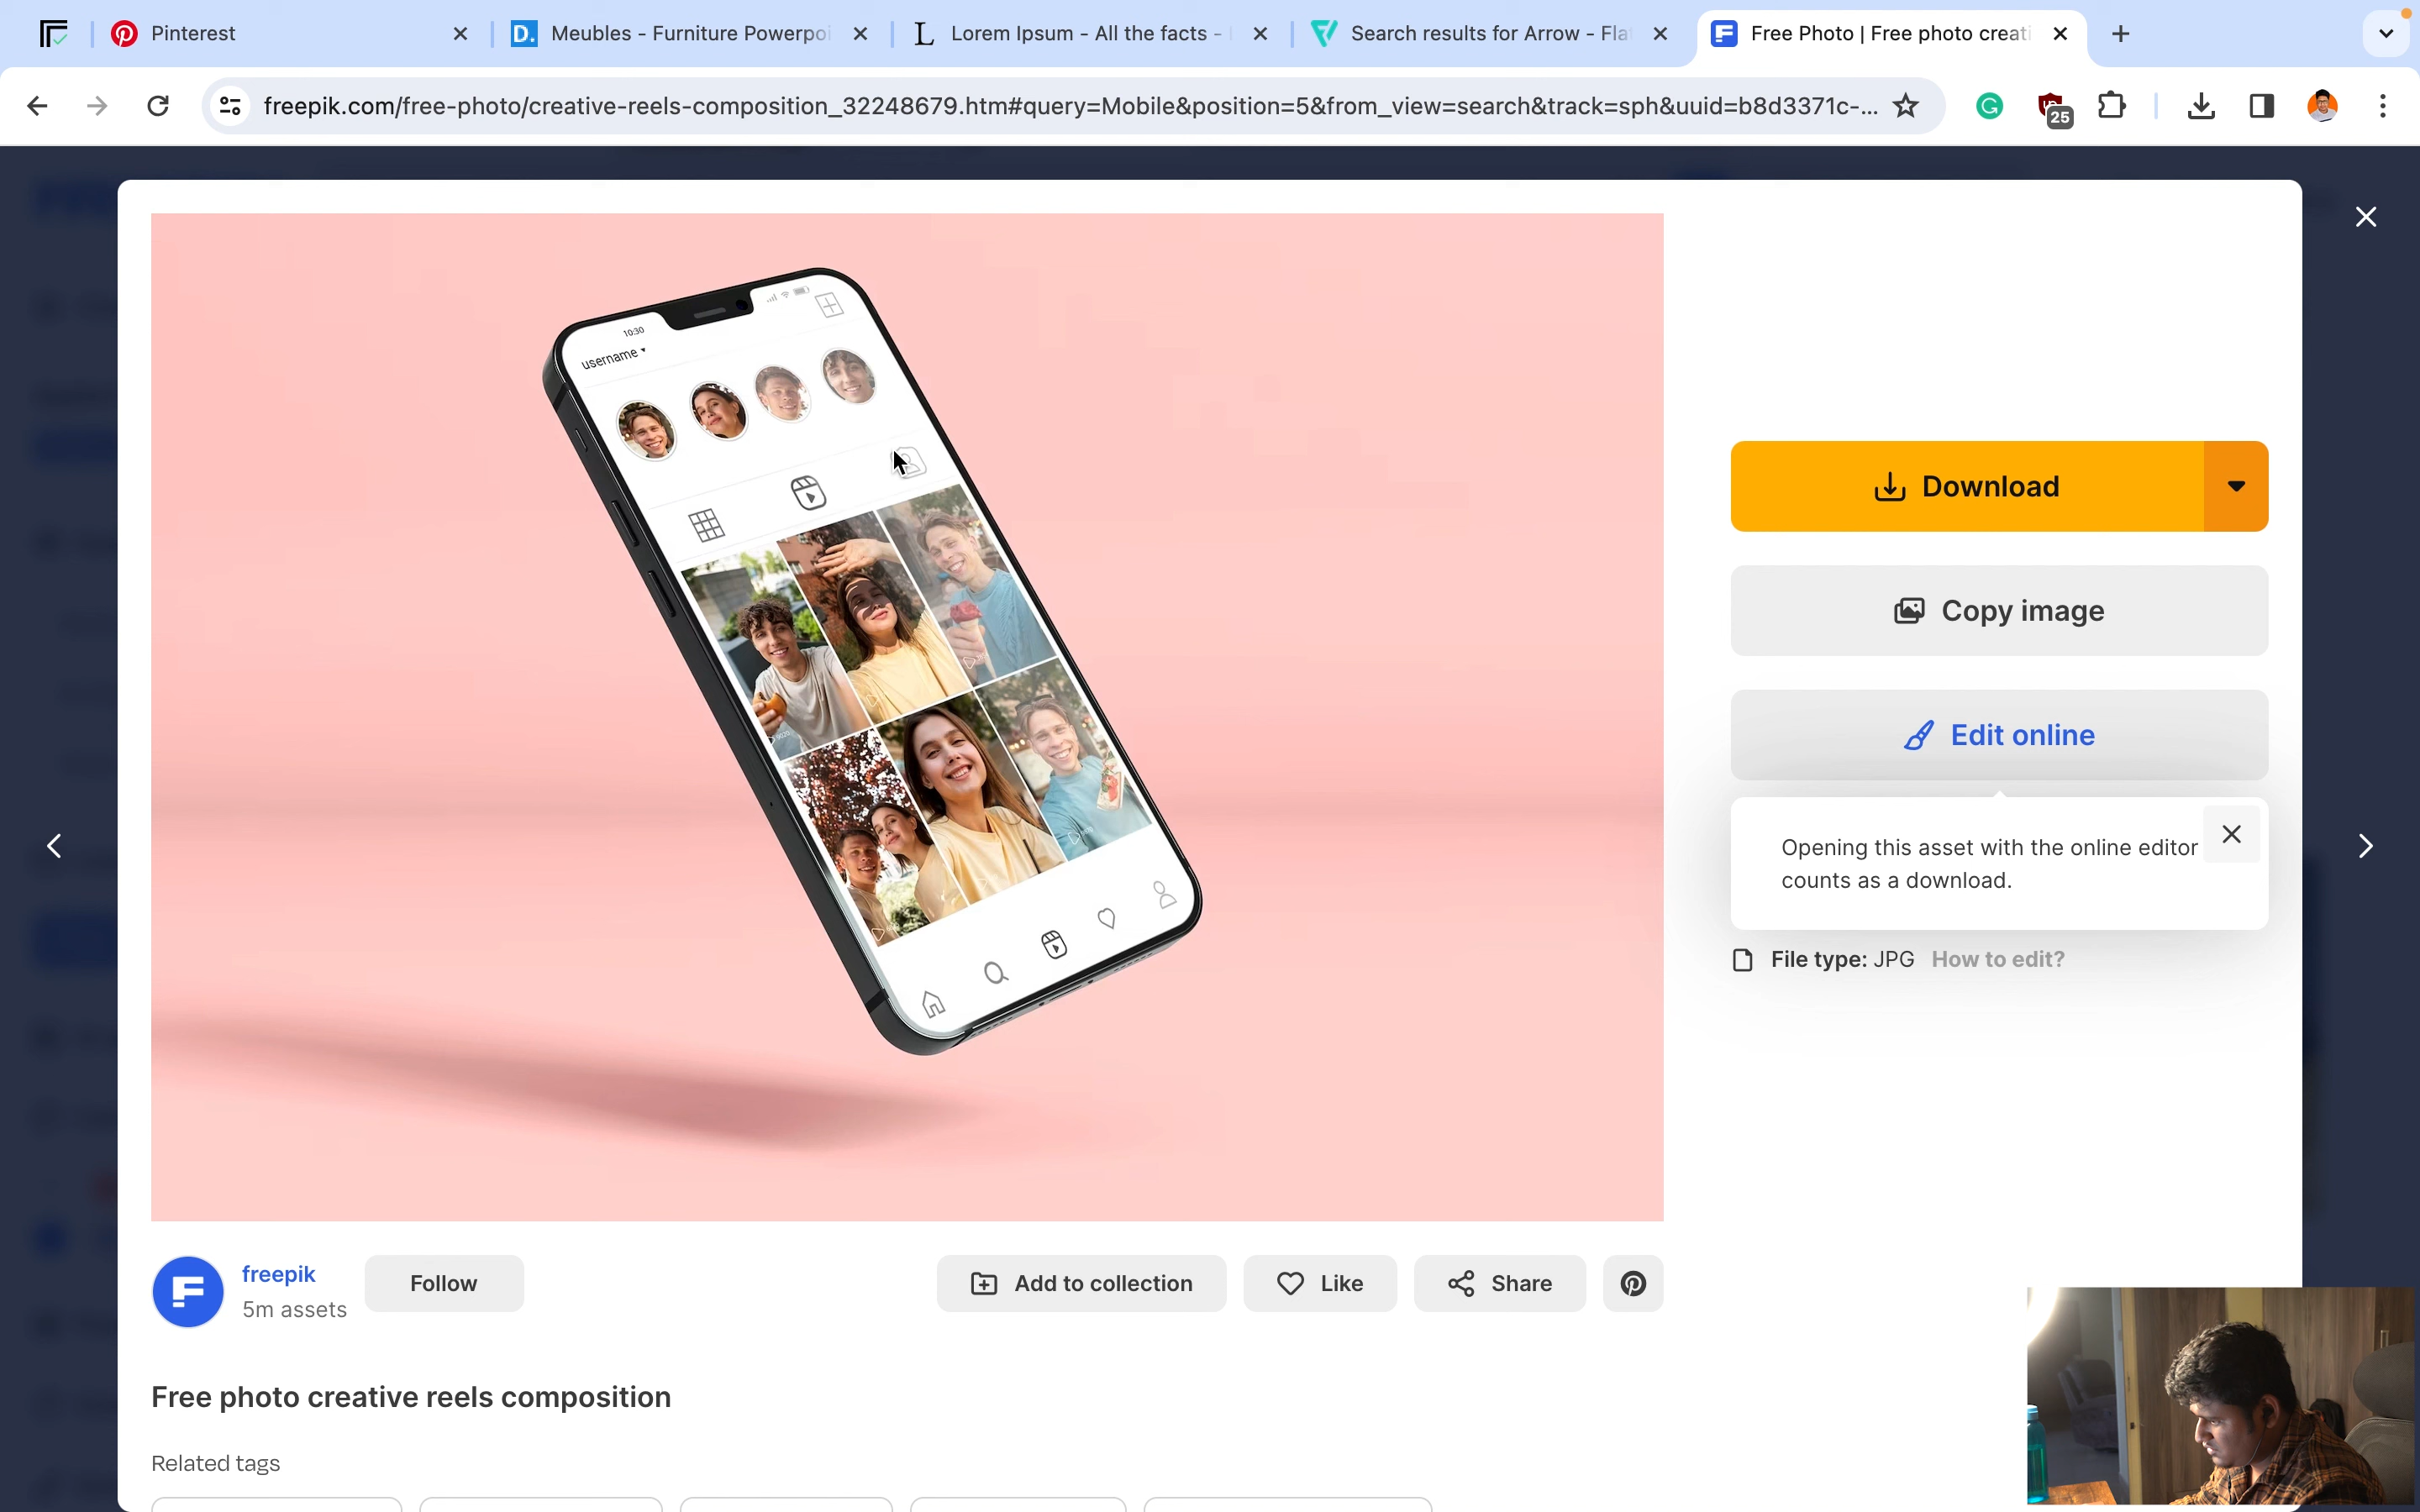 Pinterest
D. Meubles - Furniture Powerpoi
L Lorem Ipsum - All the facts -
Search results for Arrow - Fla
Free Photo | Free photo creati
freepik.com/free-photo/creative-reels-composition_32248679.htm#query=Mobile&position=5&from_view=search&track=sph&uuid=b8d3371c-...
25
10:30
username
Download
Copy image
Edit online
Opening this asset with the online editor
counts as a download.
File type: JPG How to edit?
freepik
5m assets
Follow
Add to collection
Like
Share
Free photo creative reels composition
Related tags